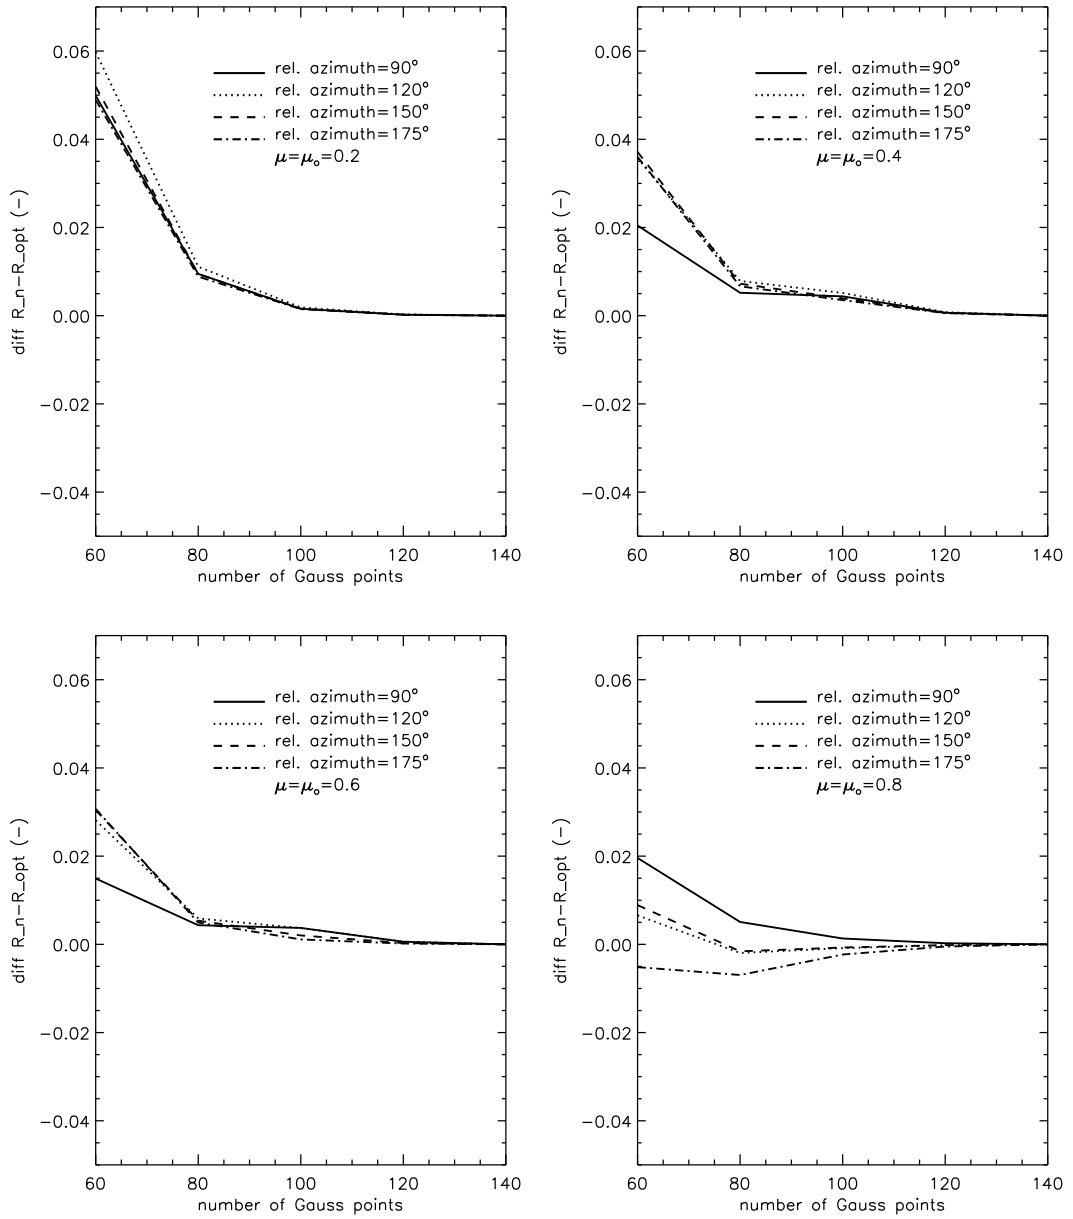 0.06
0.04
0.02
0.00
−0.02
−0.04
diff R_n−R_opt (−)
rel. azimuth=90°
rel. azimuth=120°
rel. azimuth=150°
rel. azimuth=175°
μ=μₒ=0.2
60 80 100 120 140
number of Gauss points
0.06
0.04
0.02
0.00
−0.02
−0.04
diff R_n−R_opt (−)
rel. azimuth=90°
rel. azimuth=120°
rel. azimuth=150°
rel. azimuth=175°
μ=μₒ=0.4
60 80 100 120 140
number of Gauss points
0.06
0.04
0.02
0.00
−0.02
−0.04
diff R_n−R_opt (−)
rel. azimuth=90°
rel. azimuth=120°
rel. azimuth=150°
rel. azimuth=175°
μ=μₒ=0.6
60 80 100 120 140
number of Gauss points
0.06
0.04
0.02
0.00
−0.02
−0.04
diff R_n−R_opt (−)
rel. azimuth=90°
rel. azimuth=120°
rel. azimuth=150°
rel. azimuth=175°
μ=μₒ=0.8
60 80 100 120 140
number of Gauss points